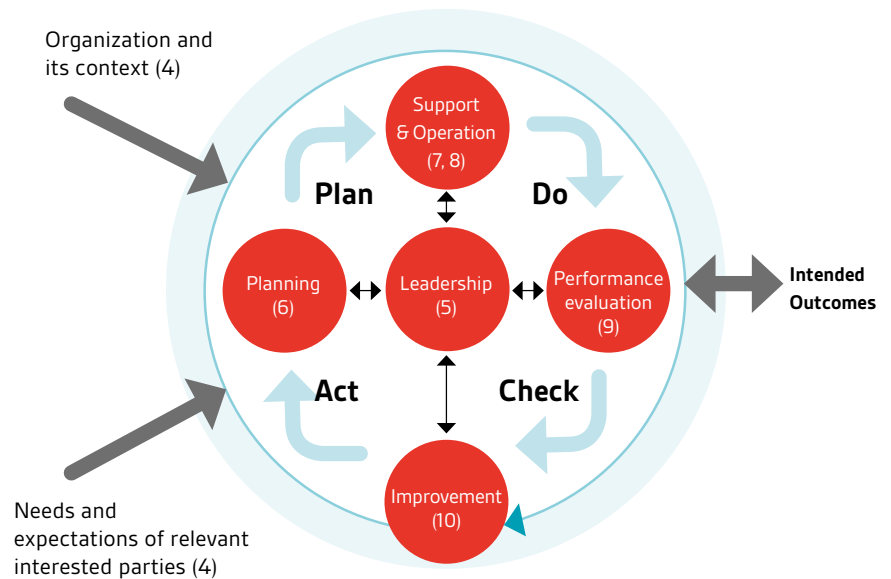 Organization and
its context (4)
Support
& Operation
(7, 8)
Plan
Do
Planning
(6)
Leadership
(5)
Performance
evaluation
(9)
Intended
Outcomes
Act
Check
Improvement
(10)
Needs and
expectations of relevant
interested parties (4)